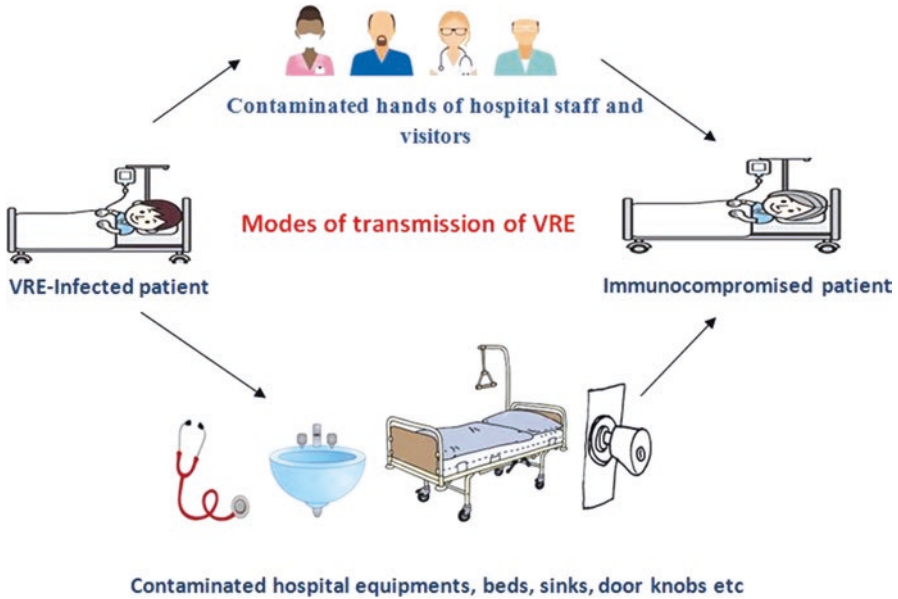 Contaminated hands of hospital staff and
visitors
Modes of transmission of VRE
VRE-Infected patient
Immunocompromised patient
Contaminated hospital equipments, beds, sinks, door knobs etc